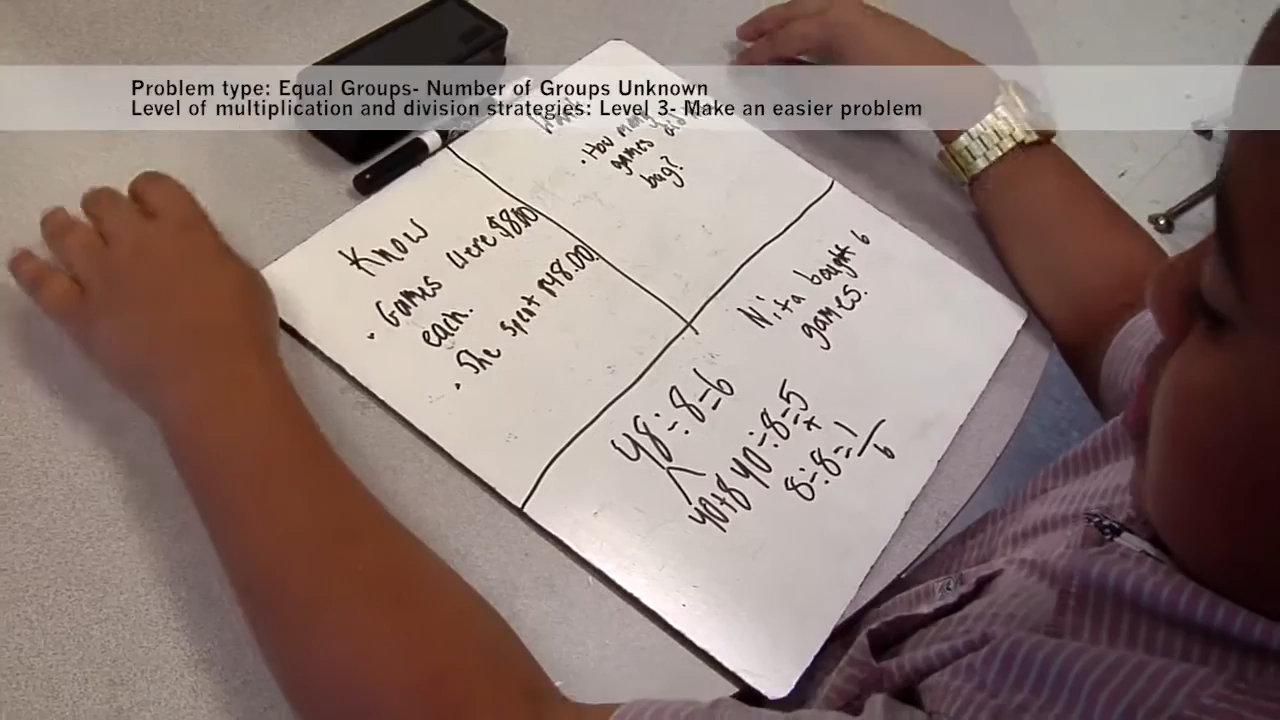 Problem type: Equal Groups- Number of Groups Unknown
Level of multiplication and division strategies: Level 3- Make an easier problem
Know
• Games were $8.00
each.
• She spent $48.00.
• How many
games did
buy?
Nita bought 6
games.
48÷8=6
40+8
40÷8=5
+
8÷8=1
6